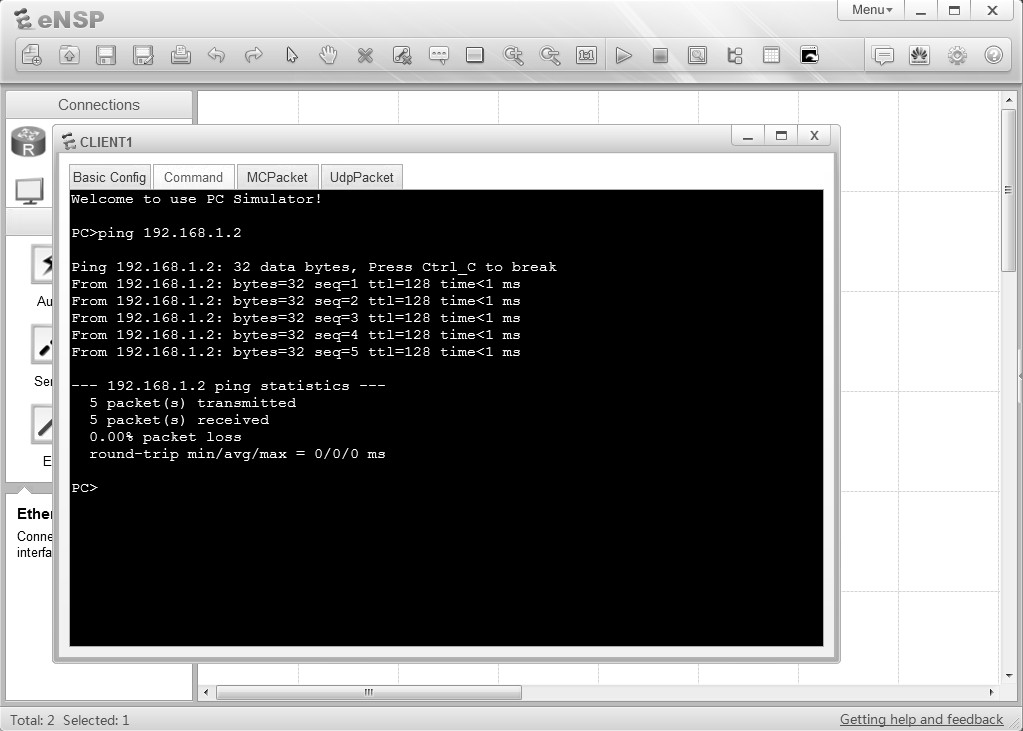 eNSP
Menu
1:1
Connections
R
CLIENT1
Basic Config Command MCPacket UdpPacket
Welcome to use PC Simulator!
PC>ping 192.168.1.2
Ping 192.168.1.2: 32 data bytes, Press Ctrl_C to break
From 192.168.1.2: bytes=32 seq=1 ttl=128 time<1 ms
From 192.168.1.2: bytes=32 seq=2 ttl=128 time<1 ms
From 192.168.1.2: bytes=32 seq=3 ttl=128 time<1 ms
From 192.168.1.2: bytes=32 seq=4 ttl=128 time<1 ms
From 192.168.1.2: bytes=32 seq=5 ttl=128 time<1 ms
--- 192.168.1.2 ping statistics ---
5 packet(s) transmitted
5 packet(s) received
0.00% packet loss
round-trip min/avg/max = 0/0/0 ms
PC>
Au
Ser
E
Ether
Conne
interfa
Total: 2 Selected: 1
Getting help and feedback